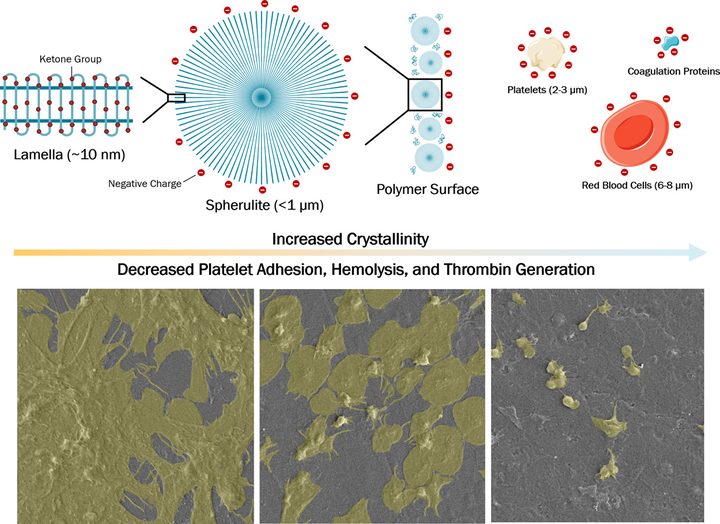 Ketone Group
Lamella (~10 nm)
Negative Charge
Spherulite (<1 μm)
Polymer Surface
Platelets (2-3 μm)
Coagulation Proteins
Red Blood Cells (6-8 μm)
Increased Crystallinity
Decreased Platelet Adhesion, Hemolysis, and Thrombin Generation